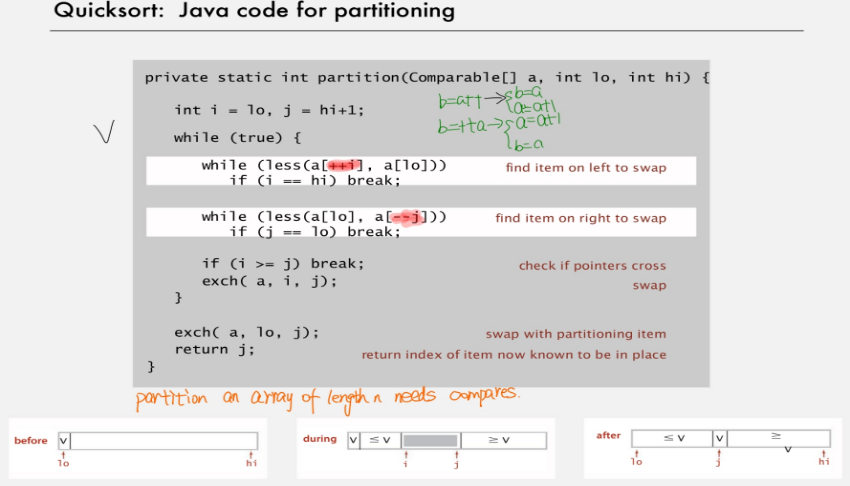 Quicksort: Java code for partitioning
private static int partition(Comparable[] a, int lo, int hi) {
int i = lo, j = hi+1;
while (true) {
b=a++ → { b=a
a=a+1
b=++a → { a=a+1
b=a
while (less(a[++i], a[lo])) find item on left to swap
if (i == hi) break;
while (less(a[lo], a[--j])) find item on right to swap
if (j == lo) break;
if (i >= j) break; check if pointers cross
exch( a, i, j); swap
}
exch( a, lo, j); swap with partitioning item
return j; return index of item now known to be in place
}
partition an array of length n needs compares.
before v
lo hi
during v ≤ v ≥ v
i j
after ≤ v v ≥ v
lo j hi